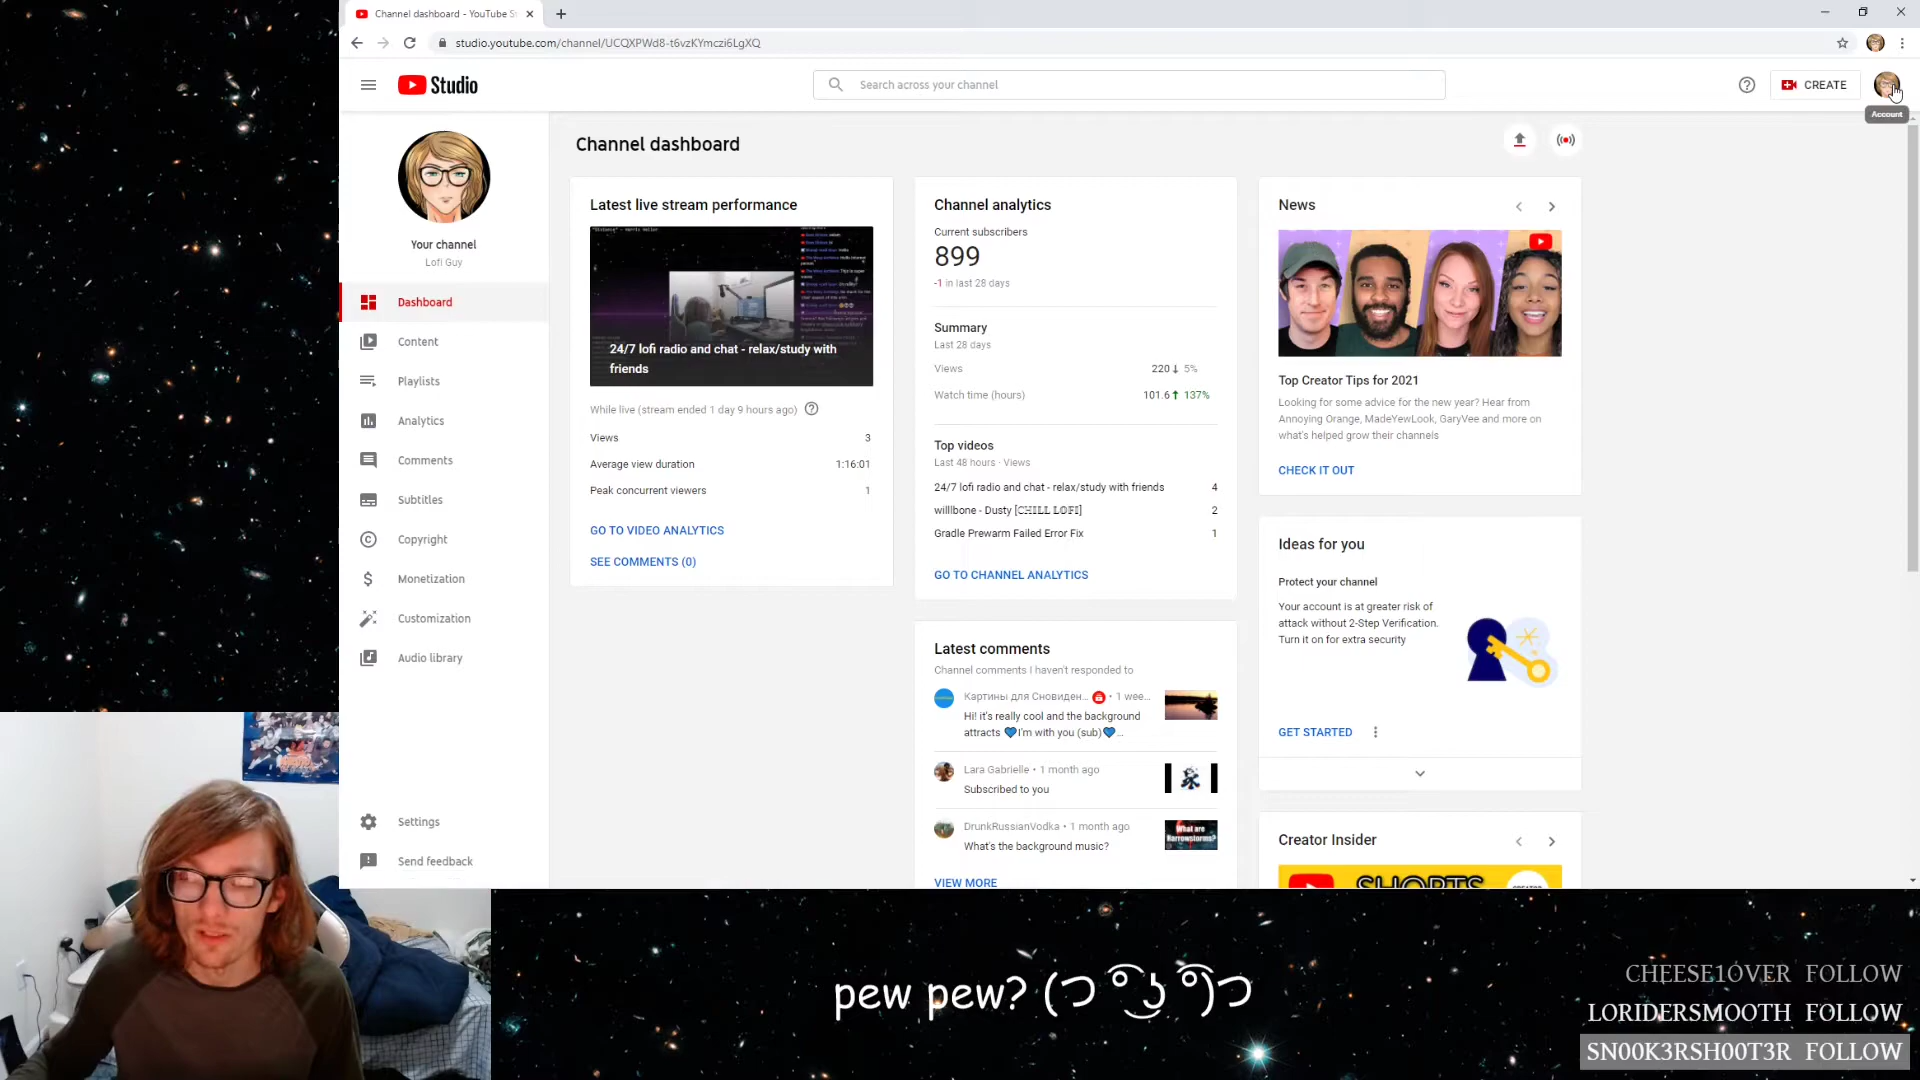 Channel dashboard - YouTube S
studio.youtube.com/channel/UCQXPWd8-t6vzKYmczi6LgXQ
Studio
Search across your channel
CREATE
Account
Your channel
Lofi Guy
Dashboard
Content
Playlists
Analytics
Comments
Subtitles
Copyright
Monetization
Customization
Audio library
Settings
Send feedback
Channel dashboard
Latest live stream performance
24/7 lofi radio and chat - relax/study with
friends
While live (stream ended 1 day 9 hours ago)
Views 3
Average view duration 1:16:01
Peak concurrent viewers 1
GO TO VIDEO ANALYTICS
SEE COMMENTS (0)
Channel analytics
Current subscribers
899
-1 in last 28 days
Summary
Last 28 days
Views 220 5%
Watch time (hours) 101.6 137%
Top videos
Last 48 hours · Views
24/7 lofi radio and chat - relax/study with friends 4
willlbone - Dusty [ℂℍ𝕀𝕃𝕃 𝕃𝕆𝔽𝕀] 2
Gradle Prewarm Failed Error Fix 1
GO TO CHANNEL ANALYTICS
Latest comments
Channel comments I haven't responded to
Картины для Сновиден... • 1 wee...
Hi! it's really cool and the background
attracts 💙I'm with you (sub)💙...
Lara Gabrielle • 1 month ago
Subscribed to you
DrunkRussianVodka • 1 month ago
What's the background music?
What are
Harrowstorms?
VIEW MORE
News
Top Creator Tips for 2021
Looking for some advice for the new year? Hear from
Annoying Orange, MadeYewLook, GaryVee and more on
what's helped grow their channels
CHECK IT OUT
Ideas for you
Protect your channel
Your account is at greater risk of
attack without 2-Step Verification.
Turn it on for extra security
GET STARTED
Creator Insider
SHORTS
pew pew? (つ ͡° ͜ʖ ͡°)つ
CHEESE1OVER FOLLOW
LORIDERSMOOTH FOLLOW
SN00K3RSH00T3R FOLLOW